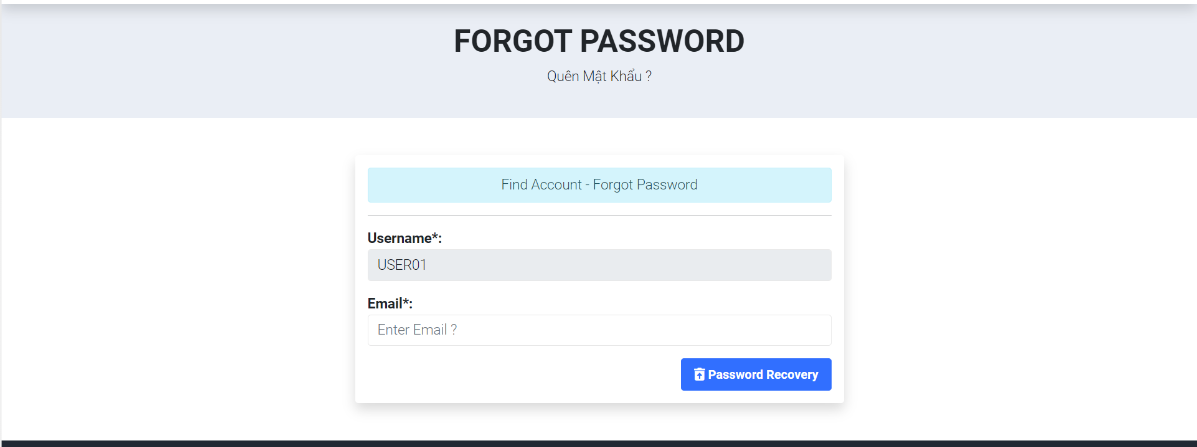 FORGOT PASSWORD
Quên Mật Khẩu ?
Find Account - Forgot Password
Username*:
USER01
Email*:
Enter Email ?
Password Recovery